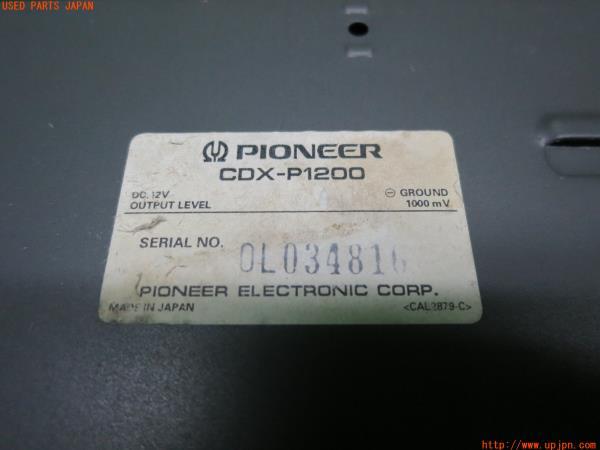 USED PARTS JAPAN
PIONEER
CDX-P1200
DC.12V ⊖ GROUND
OUTPUT LEVEL 1000 mV
SERIAL NO. 0L034816
PIONEER ELECTRONIC CORP.
MADE IN JAPAN <CAL2879-C>
http://www.upjpn.com/